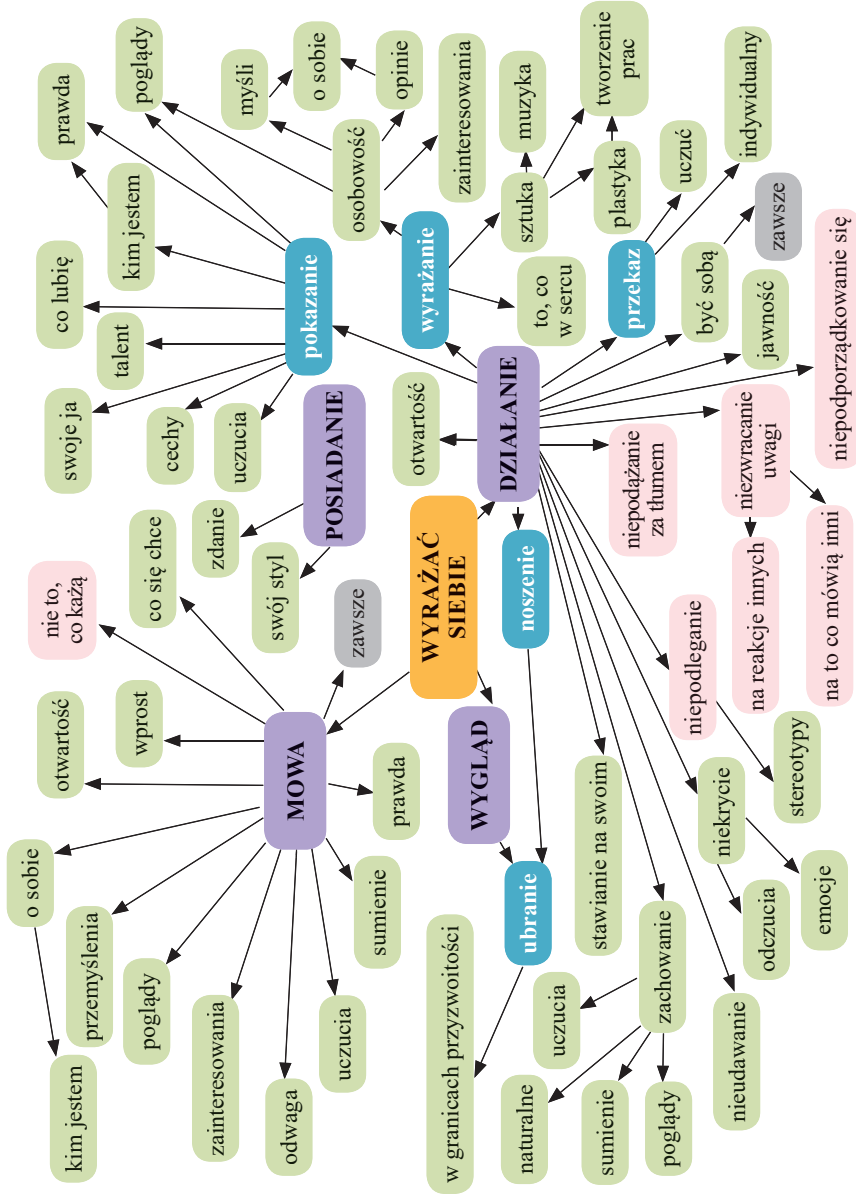 kim jestem
o sobie
otwartość
nie to,
co każą
swoje ja
co lubię
prawda
przemyślenia
wprost
talent
kim jestem
poglądy
poglądy
co się chce
cechy
zainteresowania
zdanie
uczucia
myśli
odwaga
MOWA
swój styl
pokazanie
o sobie
uczucia
zawsze
POSIADANIE
osobowość
opinie
sumienie
prawda
otwartość
wyrażanie
zainteresowania
w granicach przyzwoitości
WYGLĄD
WYRAŻAĆ
SIEBIE
DZIAŁANIE
naturalne
ubranie
noszenie
to, co
w sercu
sztuka
muzyka
uczucia
stawianie na swoim
sumienie
niepodążanie
za tłumem
przekaz
plastyka
tworzenie
prac
poglądy
zachowanie
niepodleganie
być sobą
uczuć
nieudawanie
niekrycie
na reakcje innych
niezwracanie
uwagi
jawność
zawsze
indywidualny
odczucia
stereotypy
emocje
na to co mówią inni
niepodporządkowanie się